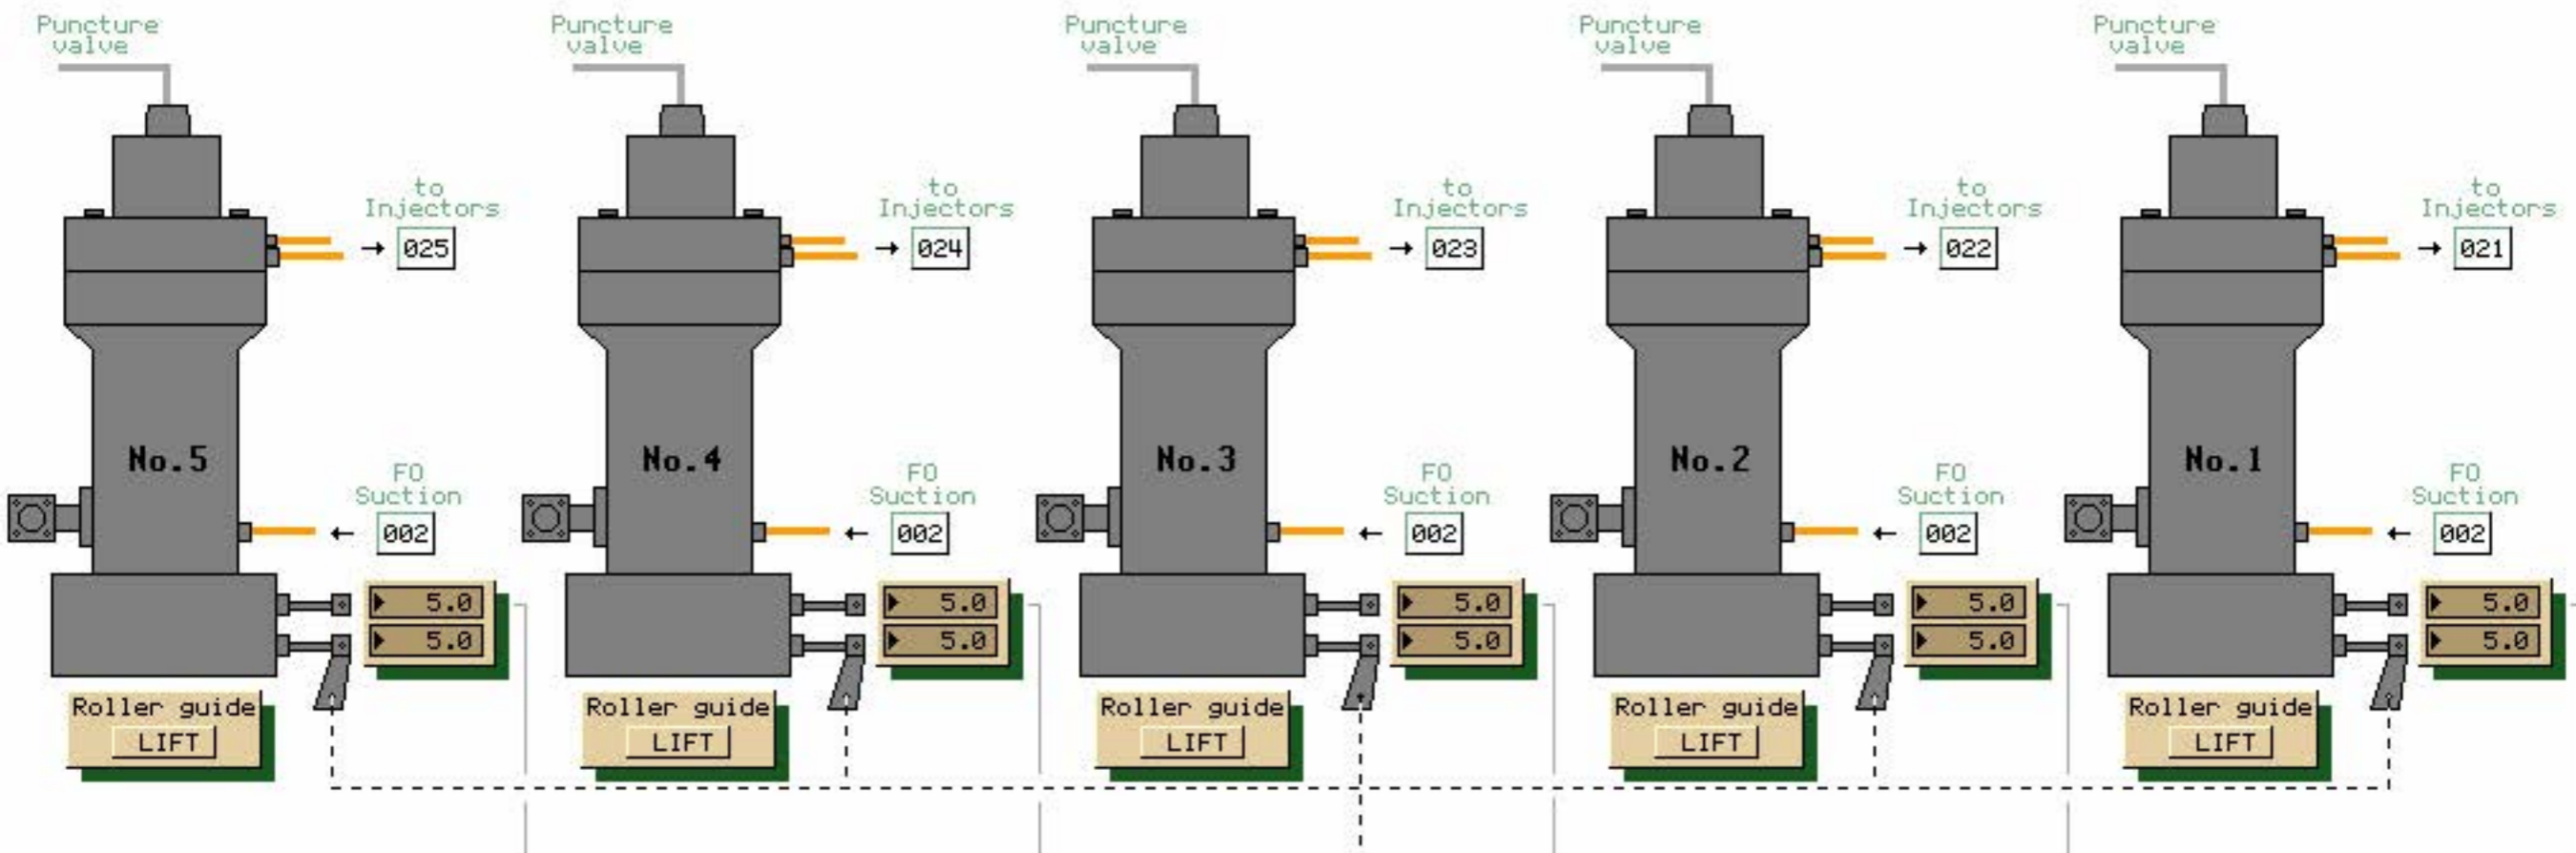 Puncture
valve
Puncture
valve
Puncture
valve
Puncture
valve
Puncture
valve
to
Injectors
025
to
Injectors
024
to
Injectors
023
to
Injectors
022
to
Injectors
021
No.5
No.4
No.3
No.2
No.1
FO
Suction
002
FO
Suction
002
FO
Suction
002
FO
Suction
002
FO
Suction
002
5.0
5.0
5.0
5.0
5.0
5.0
5.0
5.0
5.0
5.0
Roller guide
LIFT
Roller guide
LIFT
Roller guide
LIFT
Roller guide
LIFT
Roller guide
LIFT